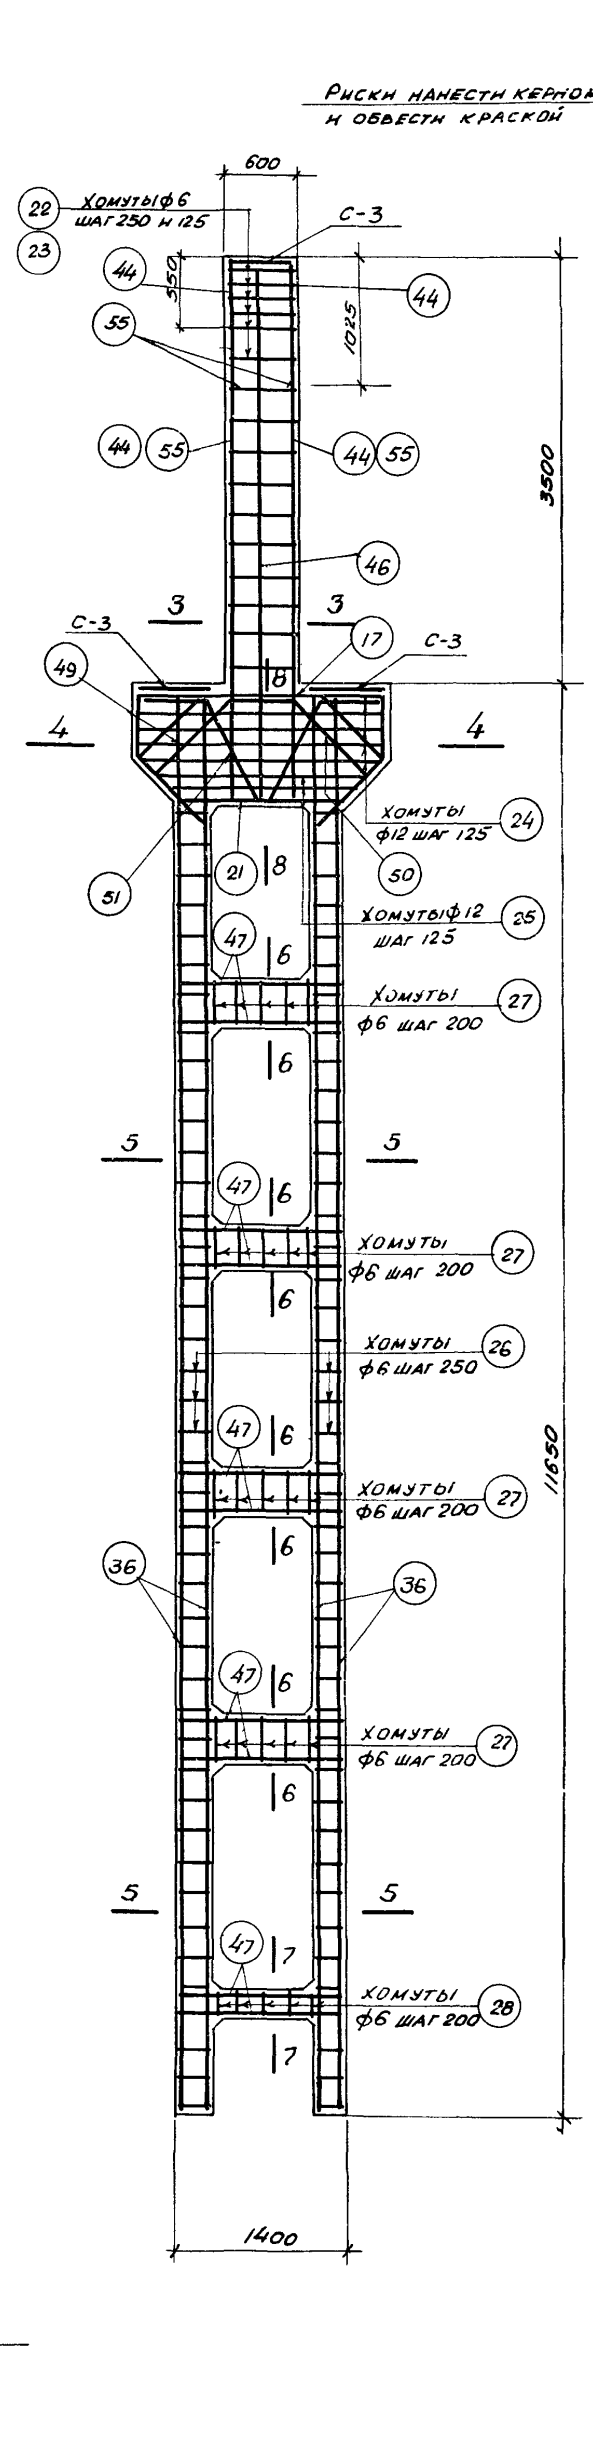 Риски нанести керном
и обвести краской
600
22 Хомуты ф6
шаг 250 и 125
23
С-3
44
550
44
1025
55
44 55
44 55
3500
46
3 3
С-3
17
С-3
49
8
4 4
Хомуты 24
ф12 шаг 125
21
8
50
51
Хомуты ф12 25
шаг 125
47
6
Хомуты 27
ф6 шаг 200
6
5 5
47
6
Хомуты 27
ф6 шаг 200
6
Хомуты 26
ф6 шаг 250
47
6
11650
Хомуты 27
ф6 шаг 200
6
36
36
47
6
Хомуты 27
ф6 шаг 200
6
5 5
47
7
Хомуты 28
ф6 шаг 200
7
1400